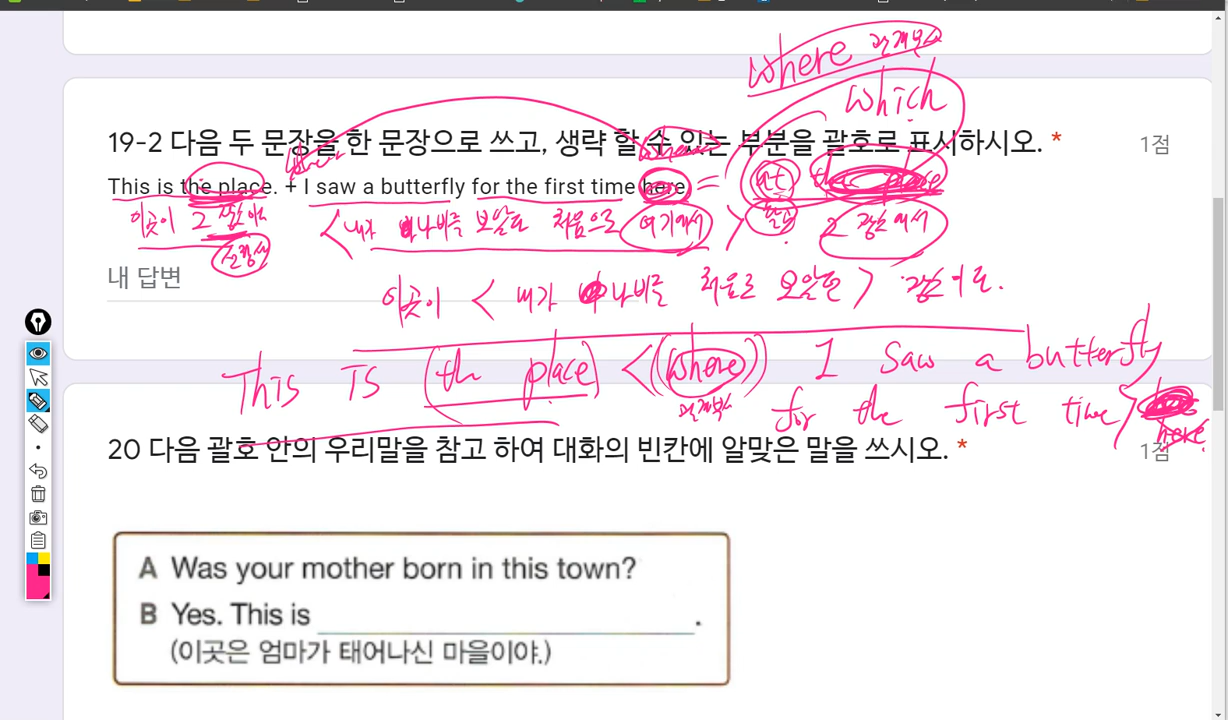 where 관계부사
which
19-2 다음 두 문장을 한 문장으로 쓰고, 생략 할 수 있는 부분을 괄호로 표시하시오. *
1점
where
This is the place. + I saw a butterfly for the first time here. = at the place
이곳이 그 장소이다 < 내가 나비를 보았던 처음으로 여기에서 > 그 장소에서
선행사
내 답변
이곳이 < 내가 나비를 처음으로 보았던 >
This is (the place) < (where) I saw a butterfly
관계부사 for the first time > here
20 다음 괄호 안의 우리말을 참고 하여 대화의 빈칸에 알맞은 말을 쓰시오. *
1점
A Was your mother born in this town?
B Yes. This is ____________.
(이곳은 엄마가 태어나신 마을이야.)